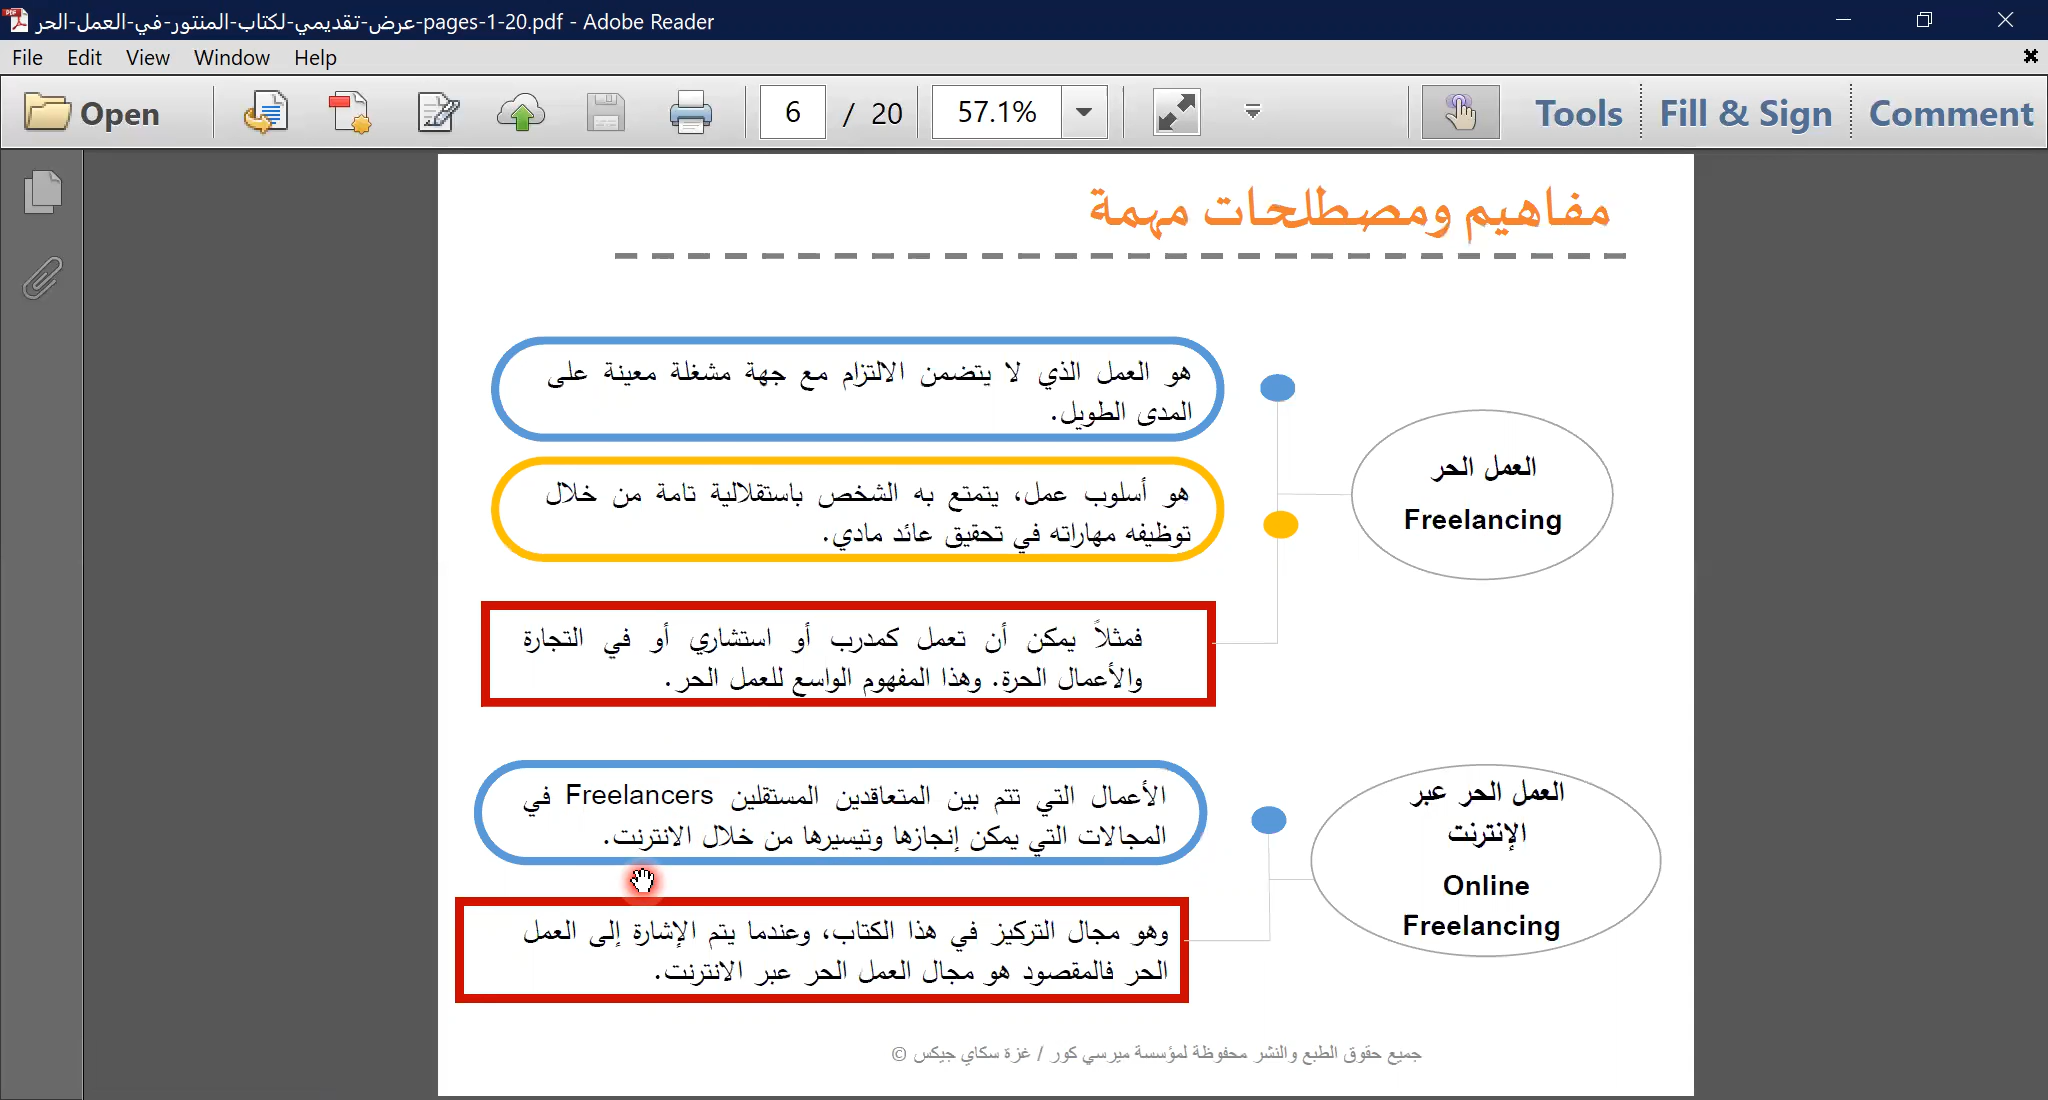 عرض-تقديمي-لكتاب-المنتور-في-العمل-الحر-pages-1-20.pdf - Adobe Reader
File Edit View Window Help
Open 6 / 20 57.1% Tools Fill & Sign Comment
مفاهيم ومصطلحات مهمة
هو العمل الذي لا يتضمن الالتزام مع جهة مشغلة معينة على
المدى الطويل.
العمل الحر
Freelancing
هو أسلوب عمل، يتمتع به الشخص باستقلالية تامة من خلال
توظيفه مهاراته في تحقيق عائد مادي.
فمثلاً يمكن أن تعمل كمدرب أو استشاري أو في التجارة
والأعمال الحرة. وهذا المفهوم الواسع للعمل الحر.
العمل الحر عبر
الإنترنت
Online
Freelancing
الأعمال التي تتم بين المتعاقدين المستقلين Freelancers في
المجالات التي يمكن إنجازها وتيسيرها من خلال الانترنت.
وهو مجال التركيز في هذا الكتاب، وعندما يتم الإشارة إلى العمل
الحر فالمقصود هو مجال العمل الحر عبر الانترنت.
جميع حقوق الطبع والنشر محفوظة لمؤسسة ميرسي كور / غزة سكاي جيكس ©